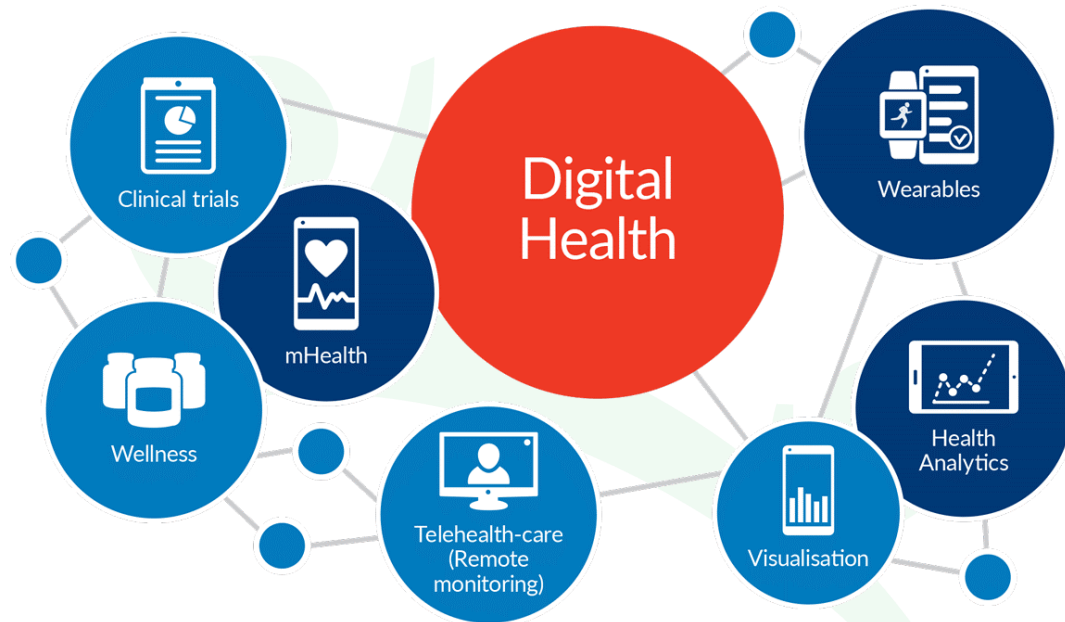 Digital
Health
Clinical trials
Wearables
mHealth
Wellness
Health
Analytics
Telehealth-care
(Remote
monitoring)
Visualisation